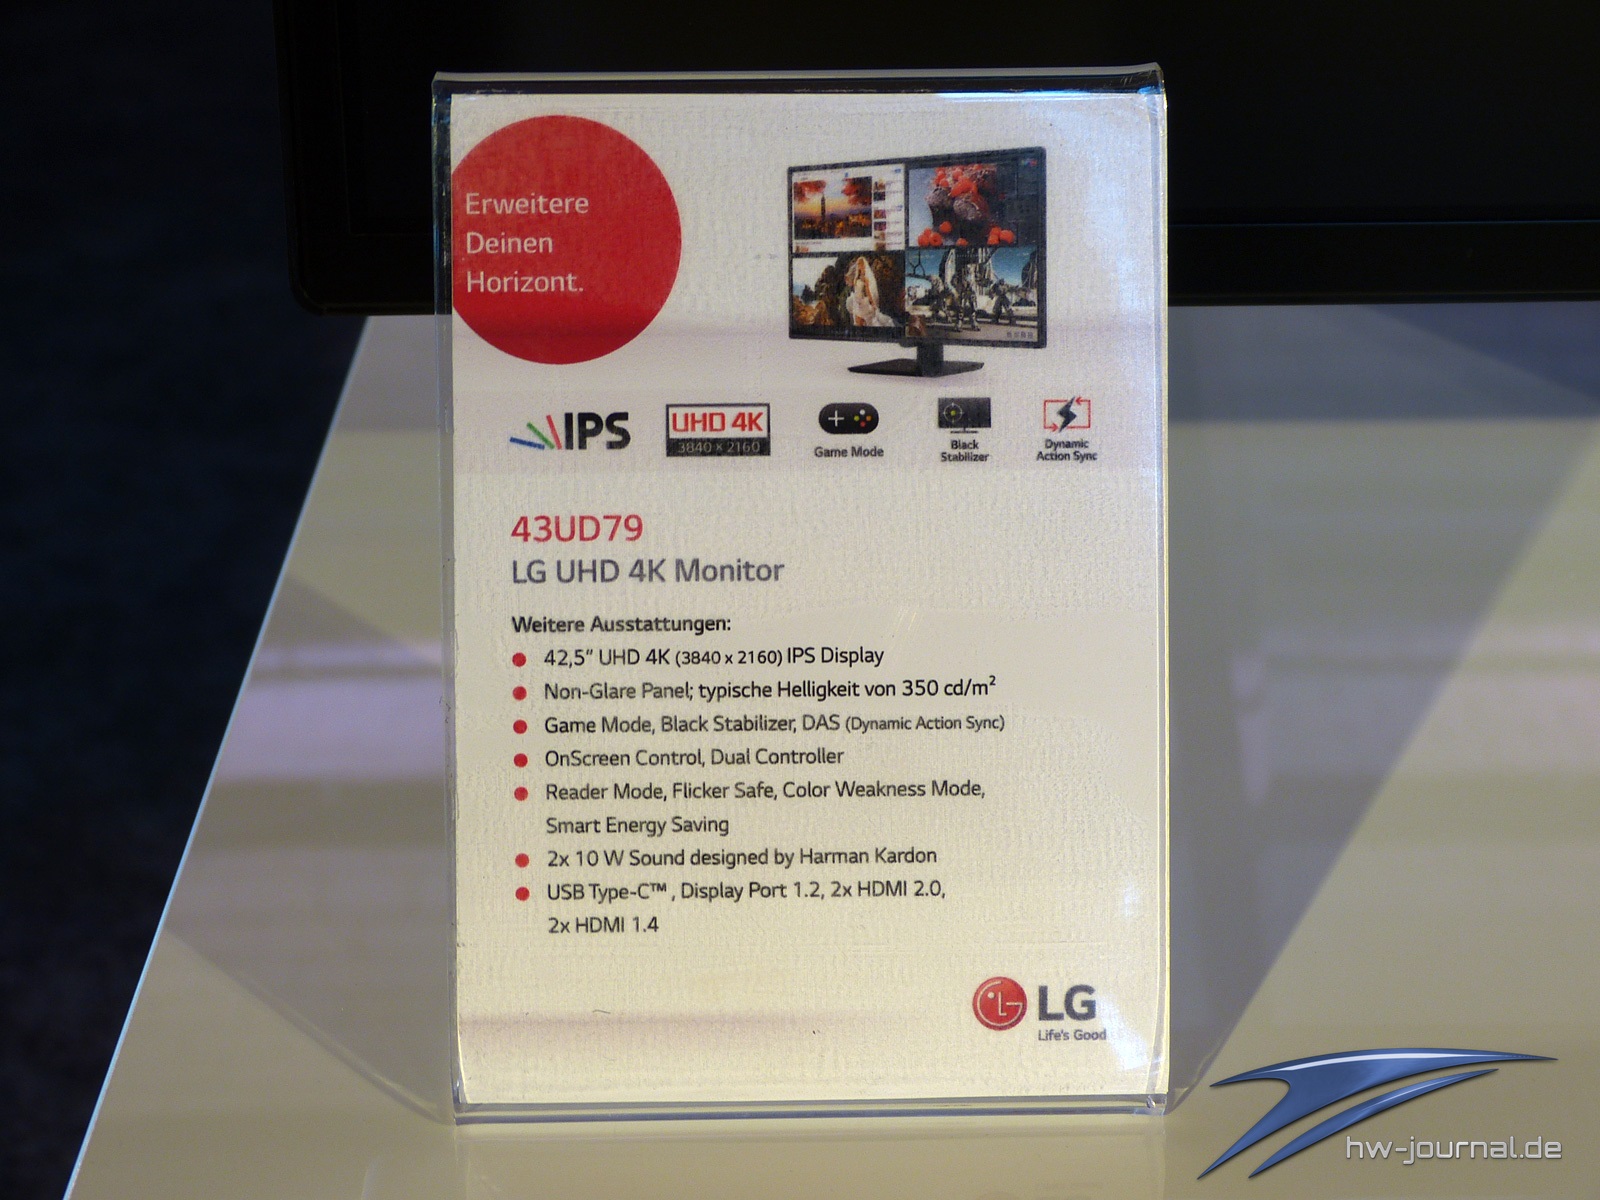 Erweitere
Deinen
Horizont.
IPS
UHD 4K
3840 x 2160
Game Mode
Black
Stabilizer
Dynamic
Action Sync
43UD79
LG UHD 4K Monitor
Weitere Ausstattungen:
42,5" UHD 4K (3840 x 2160) IPS Display
Non-Glare Panel; typische Helligkeit von 350 cd/m²
Game Mode, Black Stabilizer, DAS (Dynamic Action Sync)
OnScreen Control, Dual Controller
Reader Mode, Flicker Safe, Color Weakness Mode,
Smart Energy Saving
2x 10 W Sound designed by Harman Kardon
USB Type-C™ , Display Port 1.2, 2x HDMI 2.0,
2x HDMI 1.4
LG
Life's Good
hw-journal.de